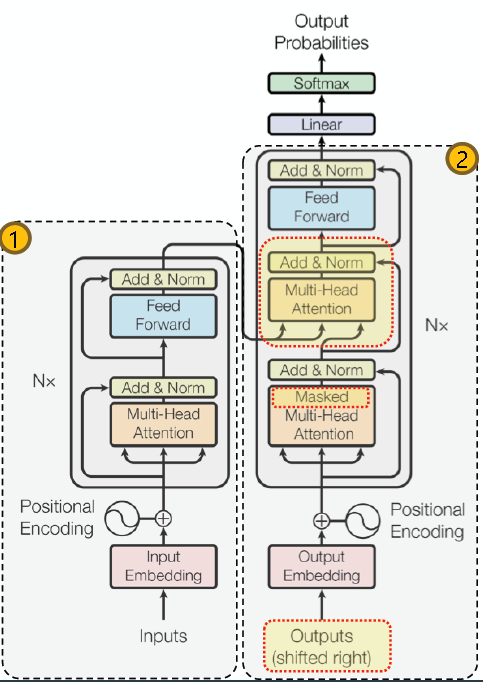 Output
Probabilities
Softmax
Linear
2
Add & Norm
Feed
Forward
1
Add & Norm
Multi-Head
Attention
Add & Norm
Feed
Forward
N×
N×
Add & Norm
Add & Norm
Masked
Multi-Head
Attention
Multi-Head
Attention
Positional
Encoding
Positional
Encoding
Input
Embedding
Output
Embedding
Inputs
Outputs
(shifted right)